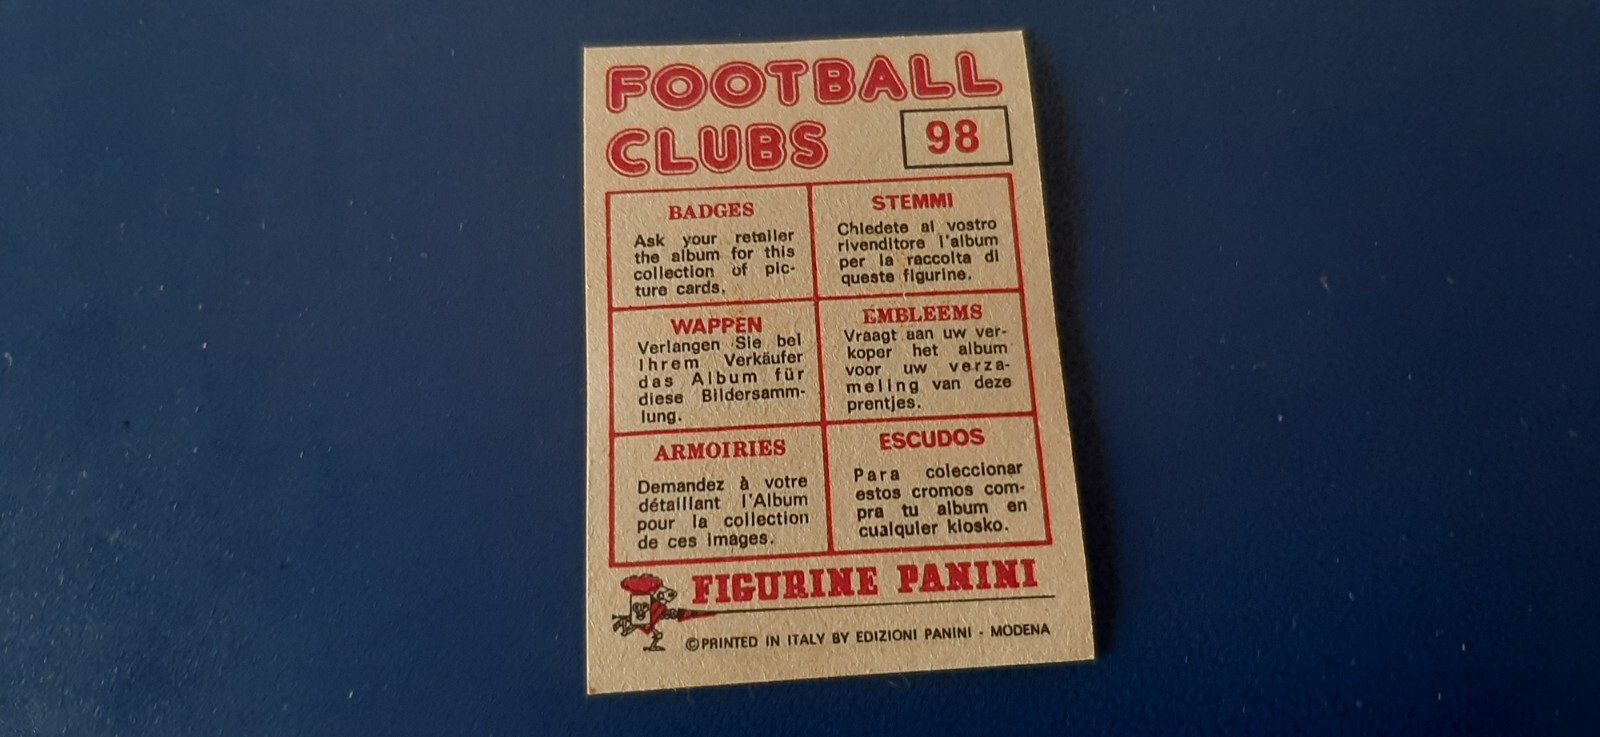 FOOTBALL
CLUBS
98
BADGES
Ask your retailer
the album for this
collection of pic-
ture cards.
STEMMI
Chiedete al vostro
rivenditore l'album
per la raccolta di
queste figurine.
WAPPEN
Verlangen Sie bei
Ihrem Verkäufer
das Album für
diese Bildersamm-
lung.
EMBLEEMS
Vraagt aan uw ver-
koper het album
voor uw verza-
meling van deze
prentjes.
ARMOIRIES
Demandez à votre
détaillant l'Album
pour la collection
de ces images.
ESCUDOS
Para coleccionar
estos cromos com-
pra tu album en
cualquier kiosko.
FIGURINE PANINI
© PRINTED IN ITALY BY EDIZIONI PANINI - MODENA